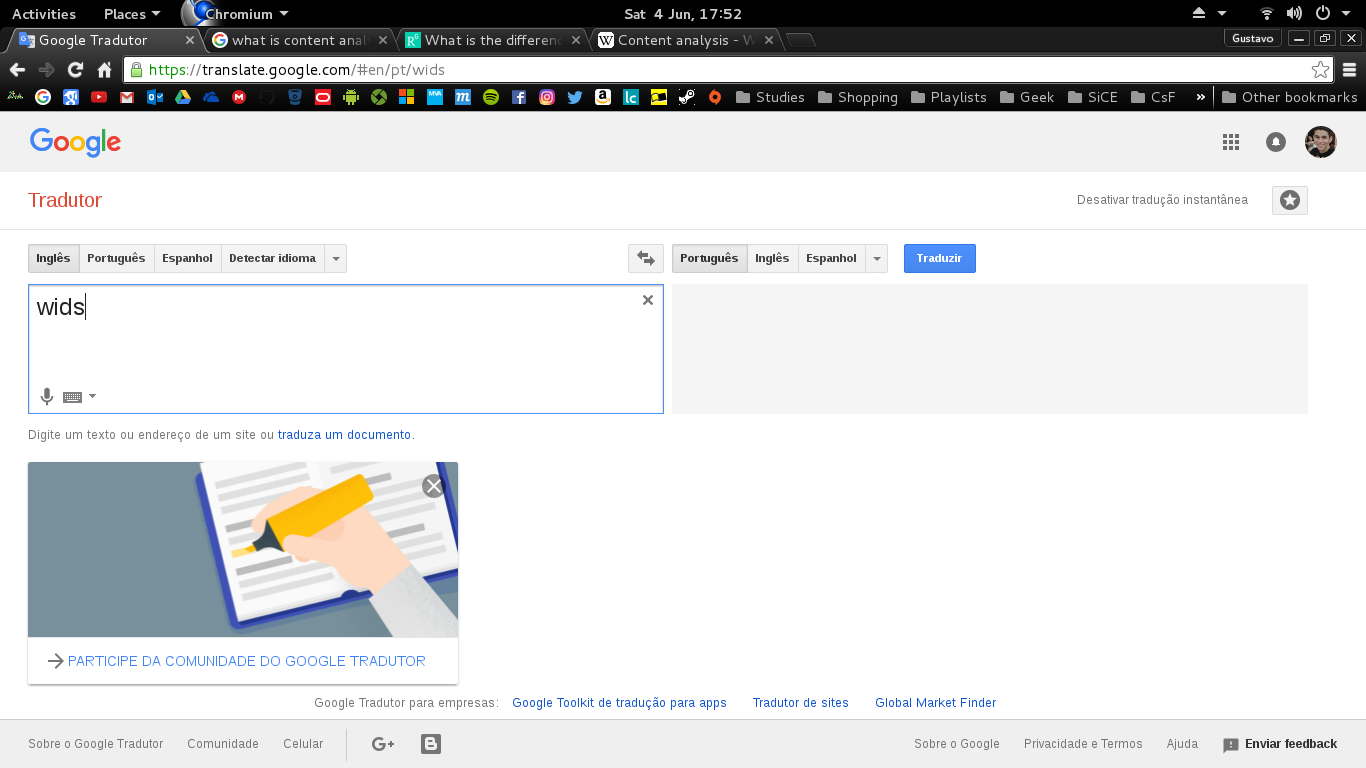 Activities Places Chromium Sat 4 Jun, 17:52
Google Tradutor what is content anal What is the differenc Content analysis - W Gustavo
https://translate.google.com/#en/pt/wids
Studies Shopping Playlists Geek SiCE CsF » Other bookmarks
Google
Tradutor Desativar tradução instantânea
Inglês Português Espanhol Detectar idioma Português Inglês Espanhol Traduzir
wids
Digite um texto ou endereço de um site ou traduza um documento.
PARTICIPE DA COMUNIDADE DO GOOGLE TRADUTOR
Google Tradutor para empresas: Google Toolkit de tradução para apps Tradutor de sites Global Market Finder
Sobre o Google Tradutor Comunidade Celular G+ Sobre o Google Privacidade e Termos Ajuda Enviar feedback